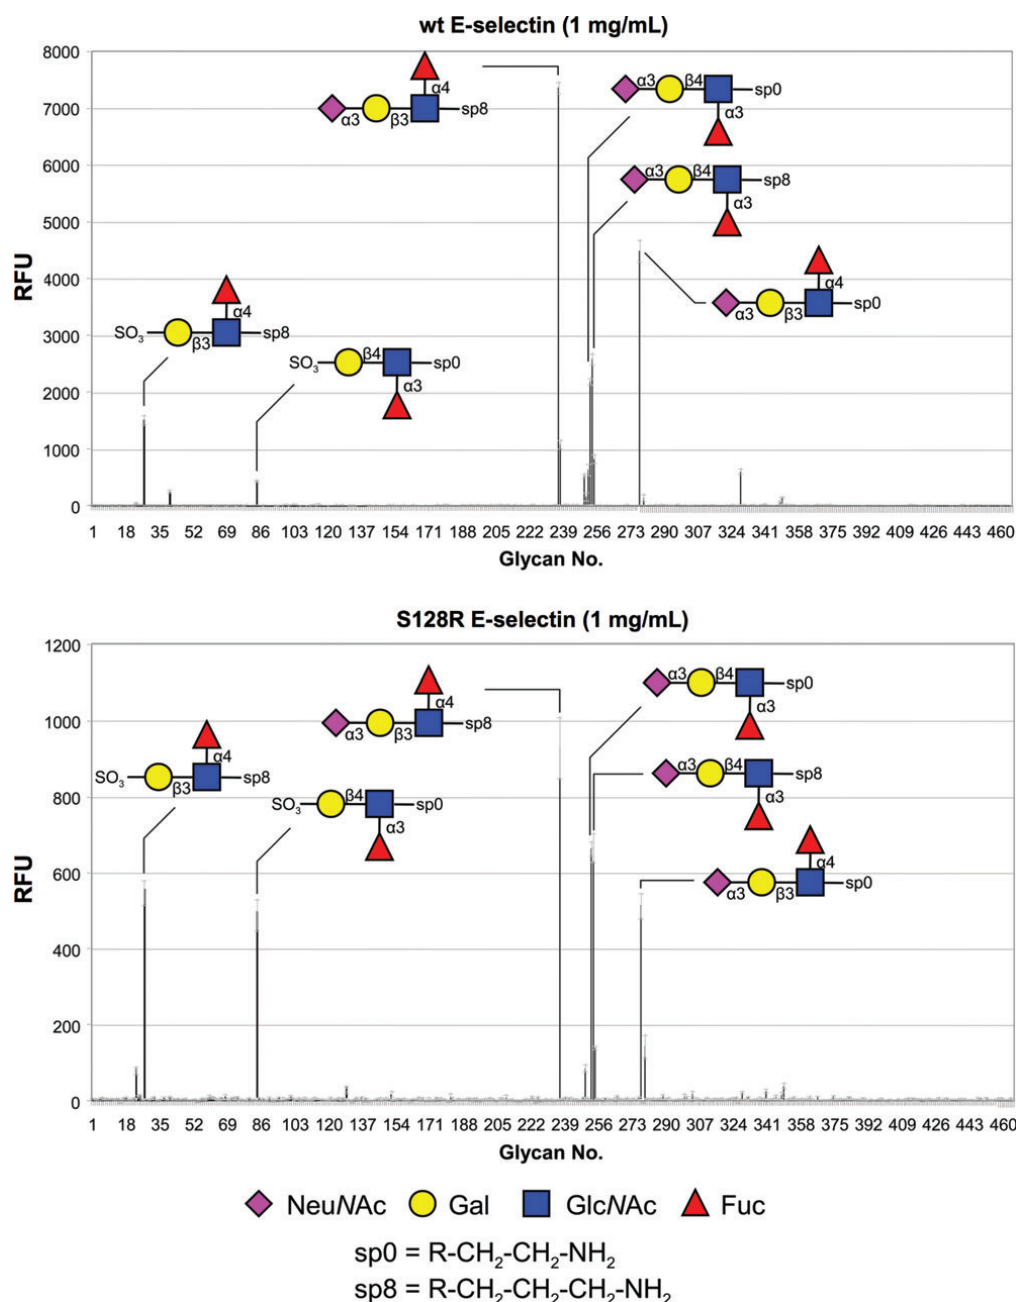 wt E-selectin (1 mg/mL)
8000
7000
6000
5000
4000
3000
2000
1000
0
RFU
α4
α3
β3
sp8
α3
β4
sp0
α3
α3
β4
sp8
α3
α4
α3
β3
sp0
SO3
α4
β3
sp8
SO3
β4
sp0
α3
1 18 35 52 69 86 103 120 137 154 171 188 205 222 239 256 273 290 307 324 341 358 375 392 409 426 443 460
Glycan No.
S128R E-selectin (1 mg/mL)
1200
1000
800
600
400
200
0
RFU
α4
α3
β3
sp8
α3
β4
sp0
α3
α3
β4
sp8
α3
α4
α3
β3
sp0
SO3
α4
β3
sp8
SO3
β4
sp0
α3
1 18 35 52 69 86 103 120 137 154 171 188 205 222 239 256 273 290 307 324 341 358 375 392 409 426 443 460
Glycan No.
NeuNAc Gal GlcNAc Fuc
sp0 = R-CH2-CH2-NH2
sp8 = R-CH2-CH2-CH2-NH2